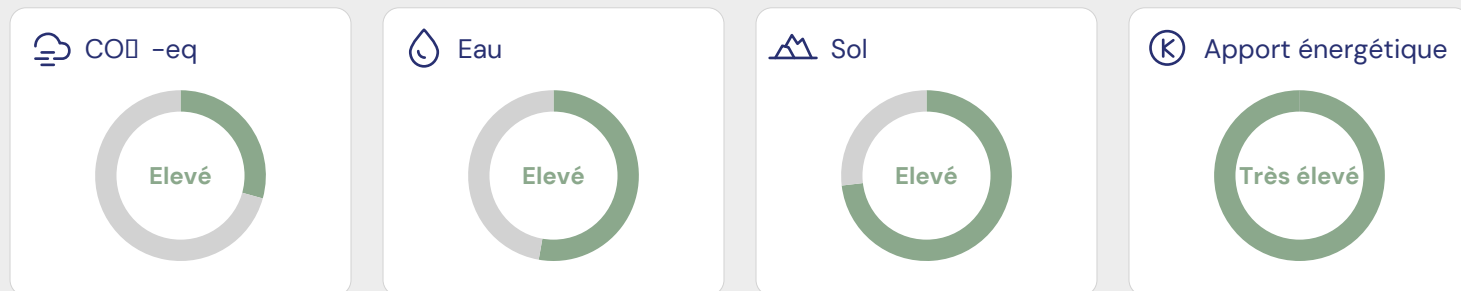 CO▯ -eq
Elevé
Eau
Elevé
Sol
Elevé
Apport énergétique
Très élevé